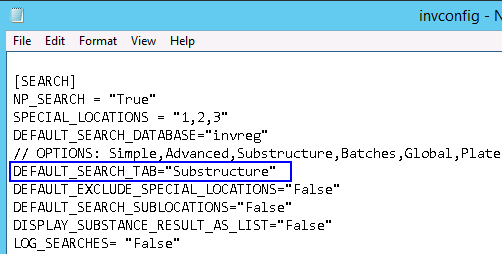 invconfig - N
File Edit Format View Help
[SEARCH]
NP_SEARCH = "True"
SPECIAL_LOCATIONS = "1,2,3"
DEFAULT_SEARCH_DATABASE="invreg"
// OPTIONS: Simple,Advanced,Substructure,Batches,Global,Plate
DEFAULT_SEARCH_TAB="Substructure"
DEFAULT_EXCLUDE_SPECIAL_LOCATIONS="False"
DEFAULT_SEARCH_SUBLOCATIONS="False"
DISPLAY_SUBSTANCE_RESULT_AS_LIST="False"
LOG_SEARCHES= "False"